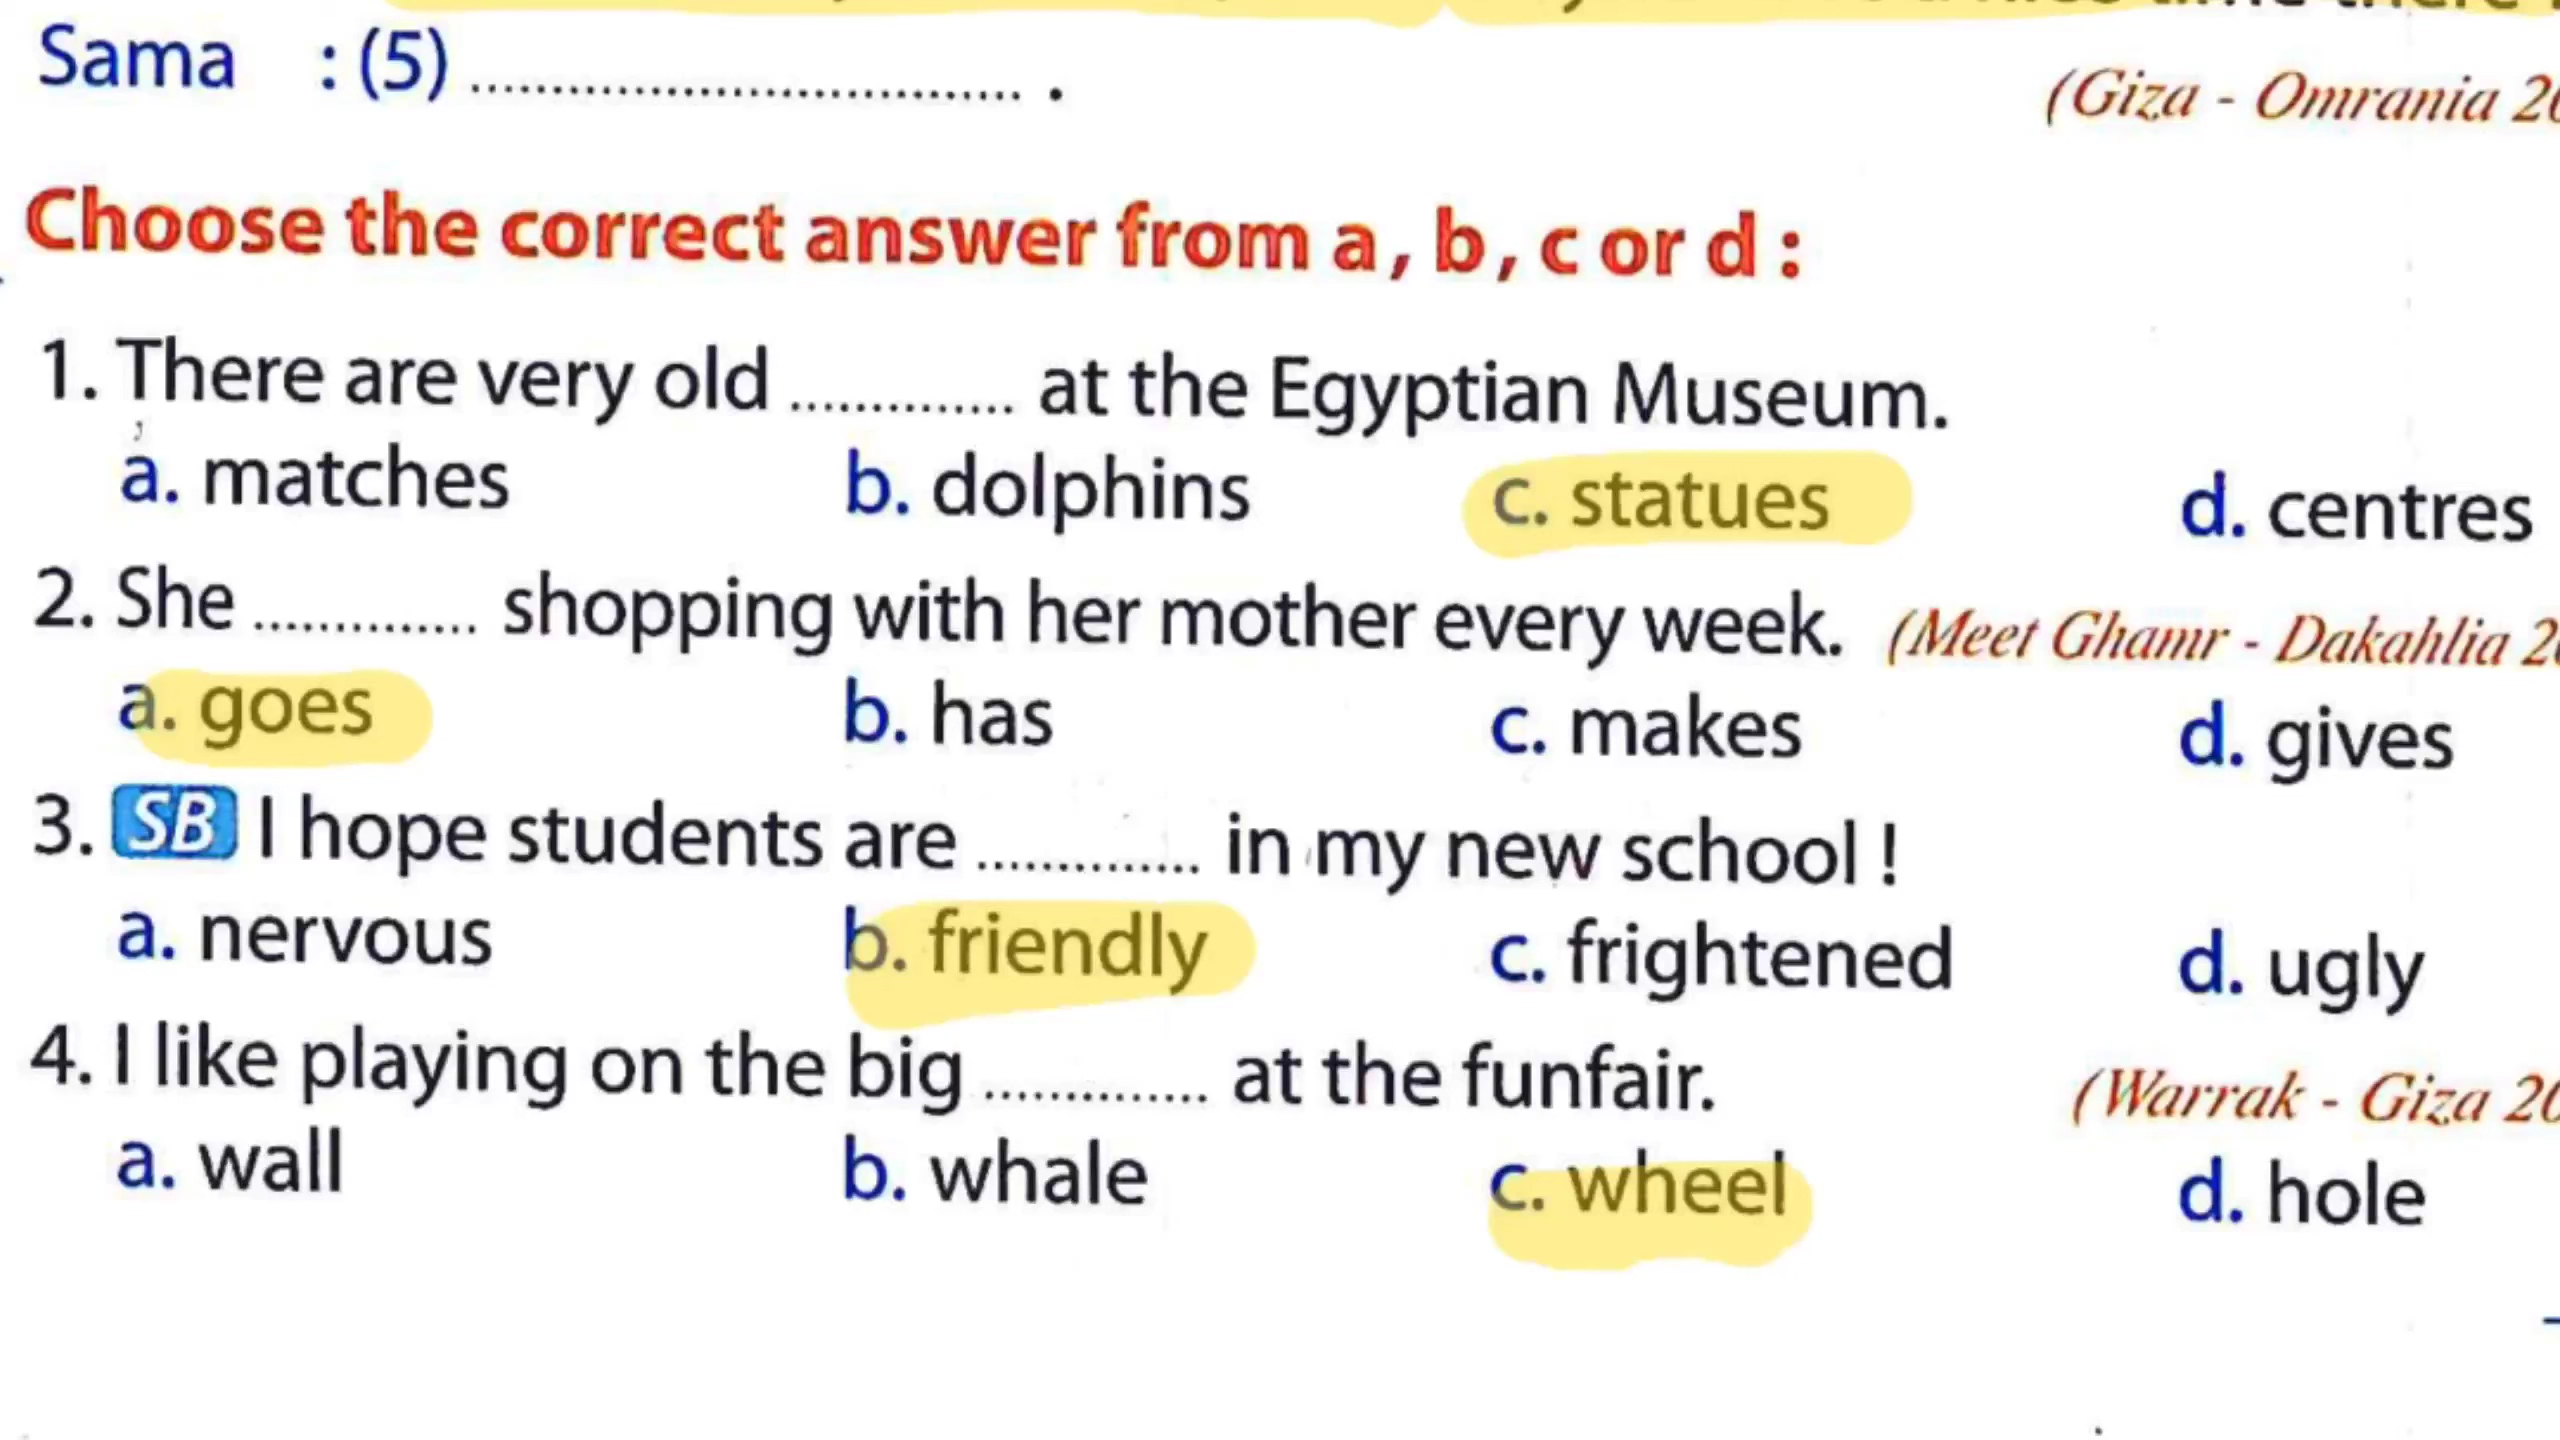 Sama : (5) .................................. .
(Giza - Omrania 20
Choose the correct answer from a , b , c or d :
1. There are very old .............. at the Egyptian Museum.
a. matches b. dolphins c. statues d. centres
2. She .............. shopping with her mother every week. (Meet Ghamr - Dakahlia 20
a. goes b. has c. makes d. gives
3. SB I hope students are .............. in my new school !
a. nervous b. friendly c. frightened d. ugly
4. I like playing on the big .............. at the funfair. (Warrak - Giza 20
a. wall b. whale c. wheel d. hole